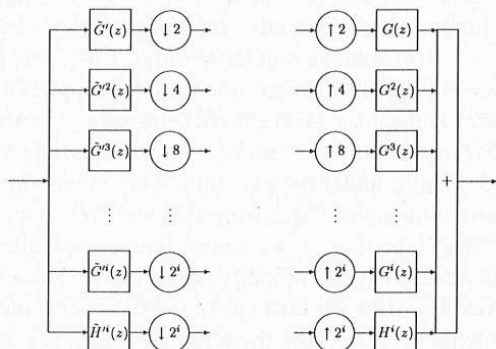 G̃′(z) ↓ 2 ↑ 2 G(z)
G̃′²(z) ↓ 4 ↑ 4 G²(z)
G̃′³(z) ↓ 8 ↑ 8 G³(z)
+
⋮ ⋮ ⋮ ⋮
G̃′ⁱ(z) ↓ 2ⁱ ↑ 2ⁱ Gⁱ(z)
H̃′ⁱ(z) ↓ 2ⁱ ↑ 2ⁱ Hⁱ(z)